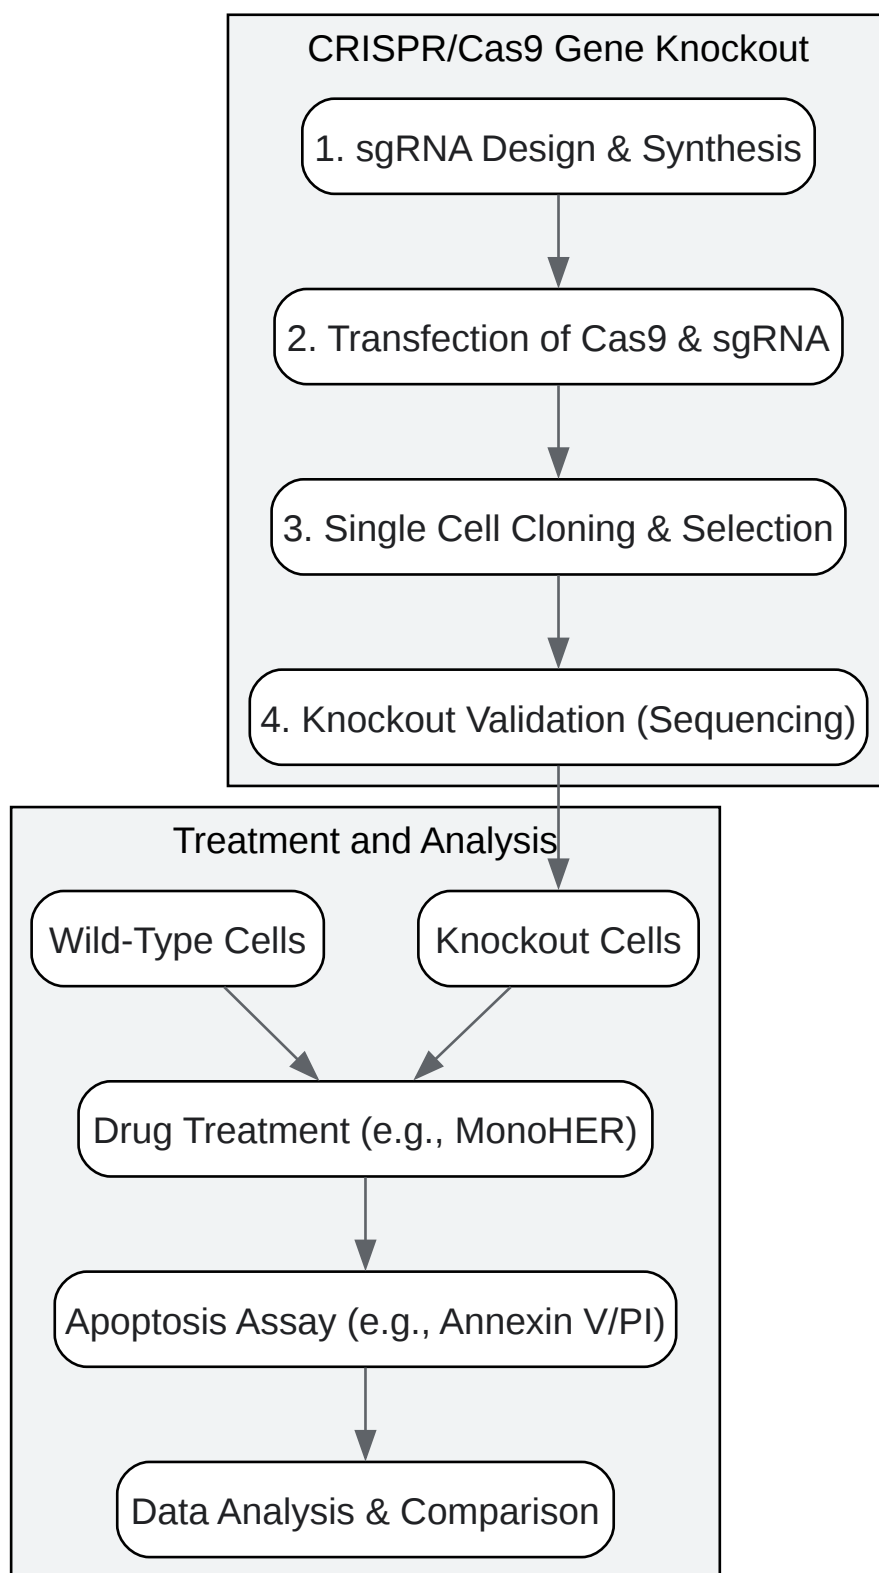 CRISPR/Cas9 Gene Knockout
1. sgRNA Design & Synthesis
2. Transfection of Cas9 & sgRNA
3. Single Cell Cloning & Selection
4. Knockout Validation (Sequencing)
Treatment and Analysis
Wild-Type Cells
Knockout Cells
Drug Treatment (e.g., MonoHER)
Apoptosis Assay (e.g., Annexin V/PI)
Data Analysis & Comparison